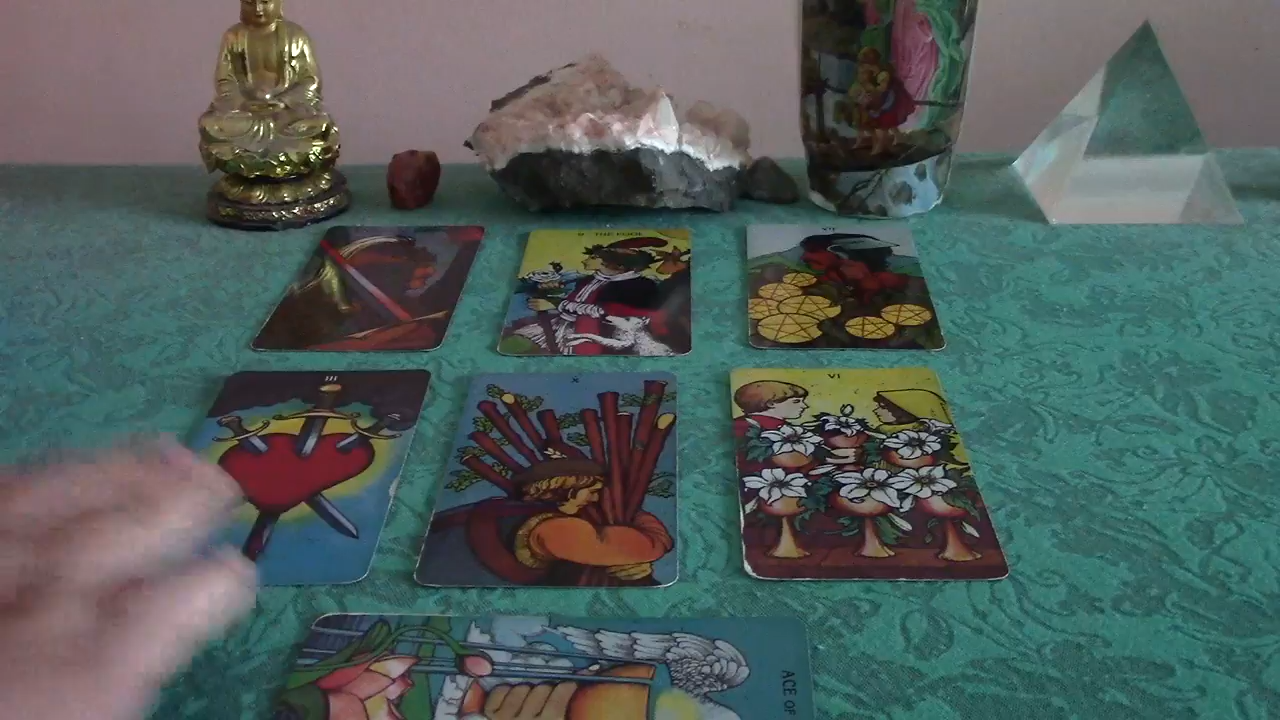 0 THE FOOL
VII
III
X
VI
ACE OF